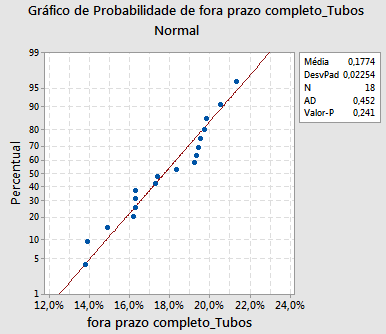 Gráfico de Probabilidade de fora prazo completo_Tubos
Normal
Média 0,1774
DesvPad 0,02254
N 18
AD 0,452
Valor-P 0,241
Percentual
99
95
90
80
70
60
50
40
30
20
10
5
1
12,0% 14,0% 16,0% 18,0% 20,0% 22,0% 24,0%
fora prazo completo_Tubos